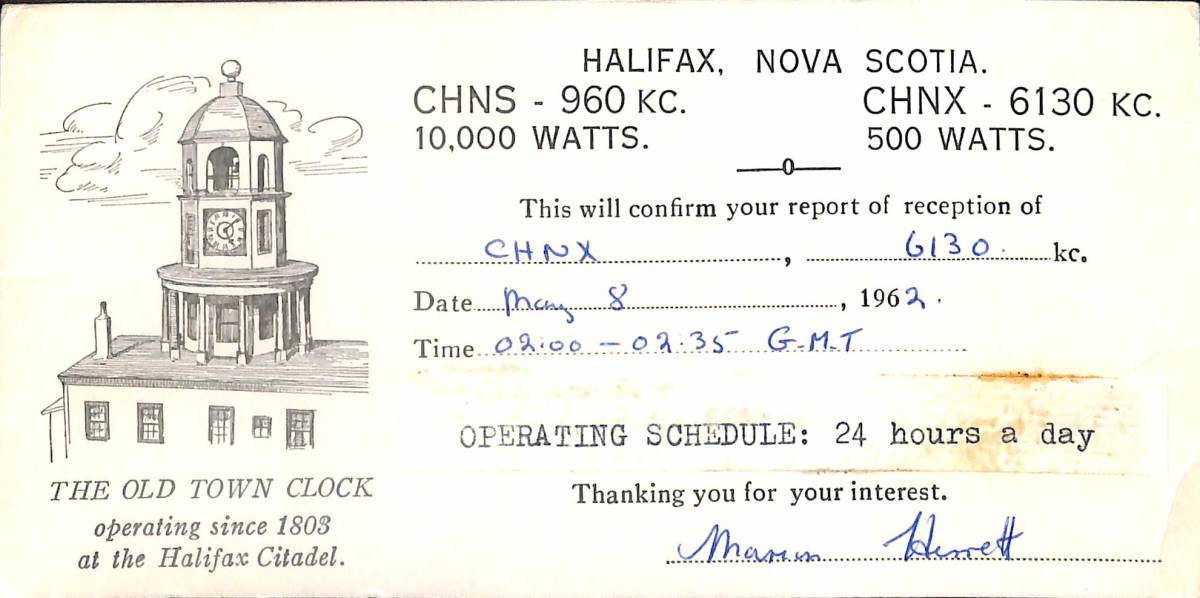 HALIFAX, NOVA SCOTIA.
CHNS - 960 KC. CHNX - 6130 KC.
10,000 WATTS. 500 WATTS.
0
This will confirm your report of reception of
CHNX, 6130 kc.
Date May 8, 1962.
Time 02:00 – 02:35 G.M.T
OPERATING SCHEDULE: 24 hours a day
Thanking you for your interest.
THE OLD TOWN CLOCK
operating since 1803
at the Halifax Citadel.